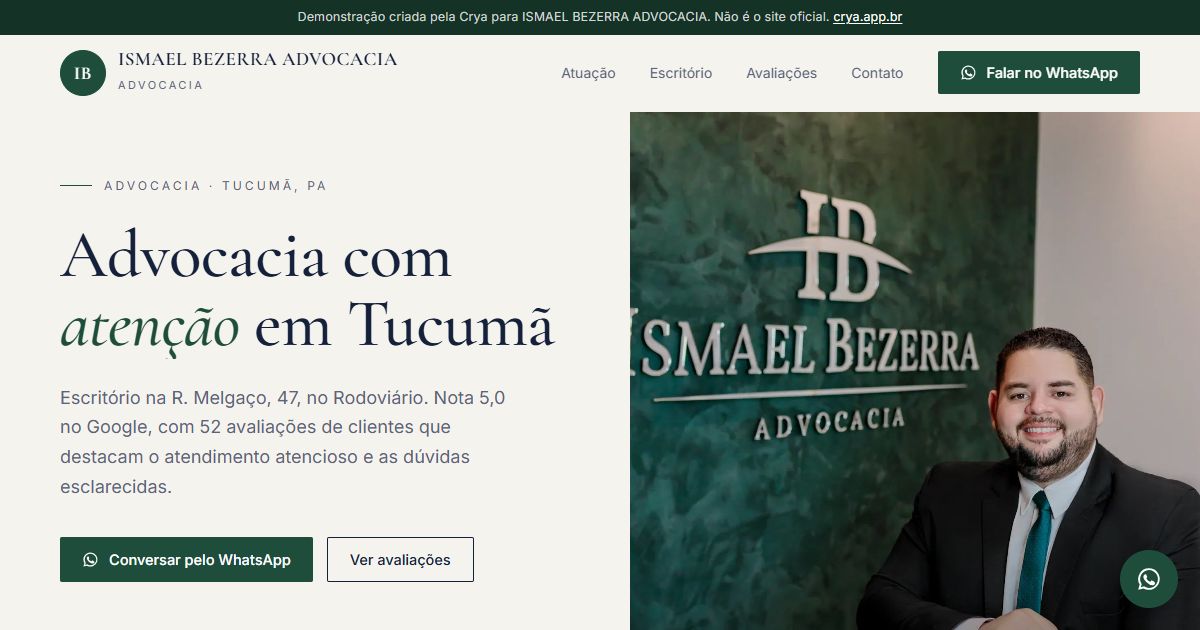 Demonstração criada pela Crya para ISMAEL BEZERRA ADVOCACIA. Não é o site oficial. crya.app.br
IB
ISMAEL BEZERRA ADVOCACIA
ADVOCACIA
Atuação
Escritório
Avaliações
Contato
Falar no WhatsApp
ADVOCACIA · TUCUMÃ, PA
Advocacia com
atenção em Tucumã
Escritório na R. Melgaço, 47, no Rodoviário. Nota 5,0
no Google, com 52 avaliações de clientes que
destacam o atendimento atencioso e as dúvidas
esclarecidas.
Conversar pelo WhatsApp
Ver avaliações
IB
ISMAEL BEZERRA
ADVOCACIA